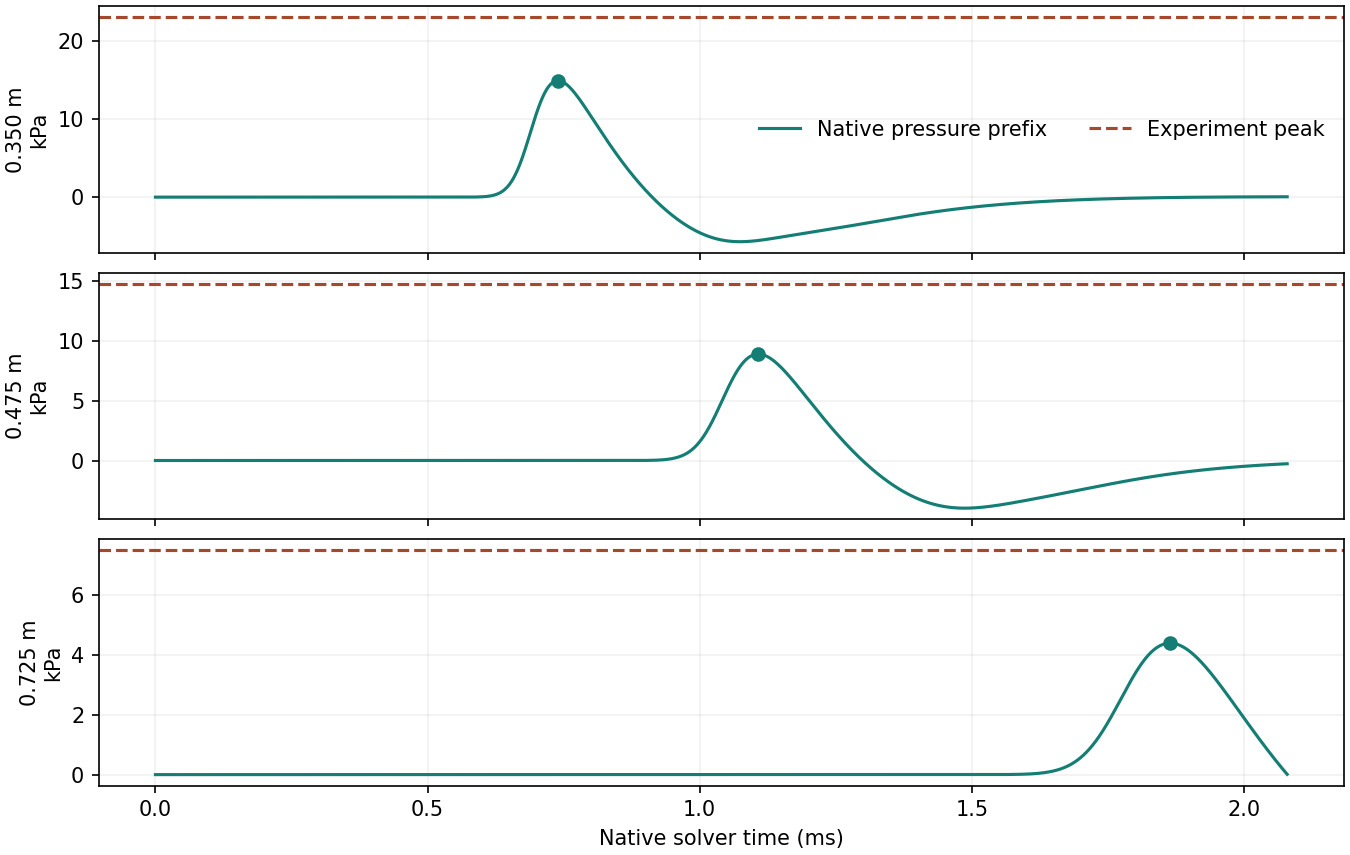 0.350 m
kPa
20
10
0
Native pressure prefix
Experiment peak
0.475 m
kPa
15
10
5
0
0.725 m
kPa
6
4
2
0
0.0
0.5
1.0
1.5
2.0
Native solver time (ms)